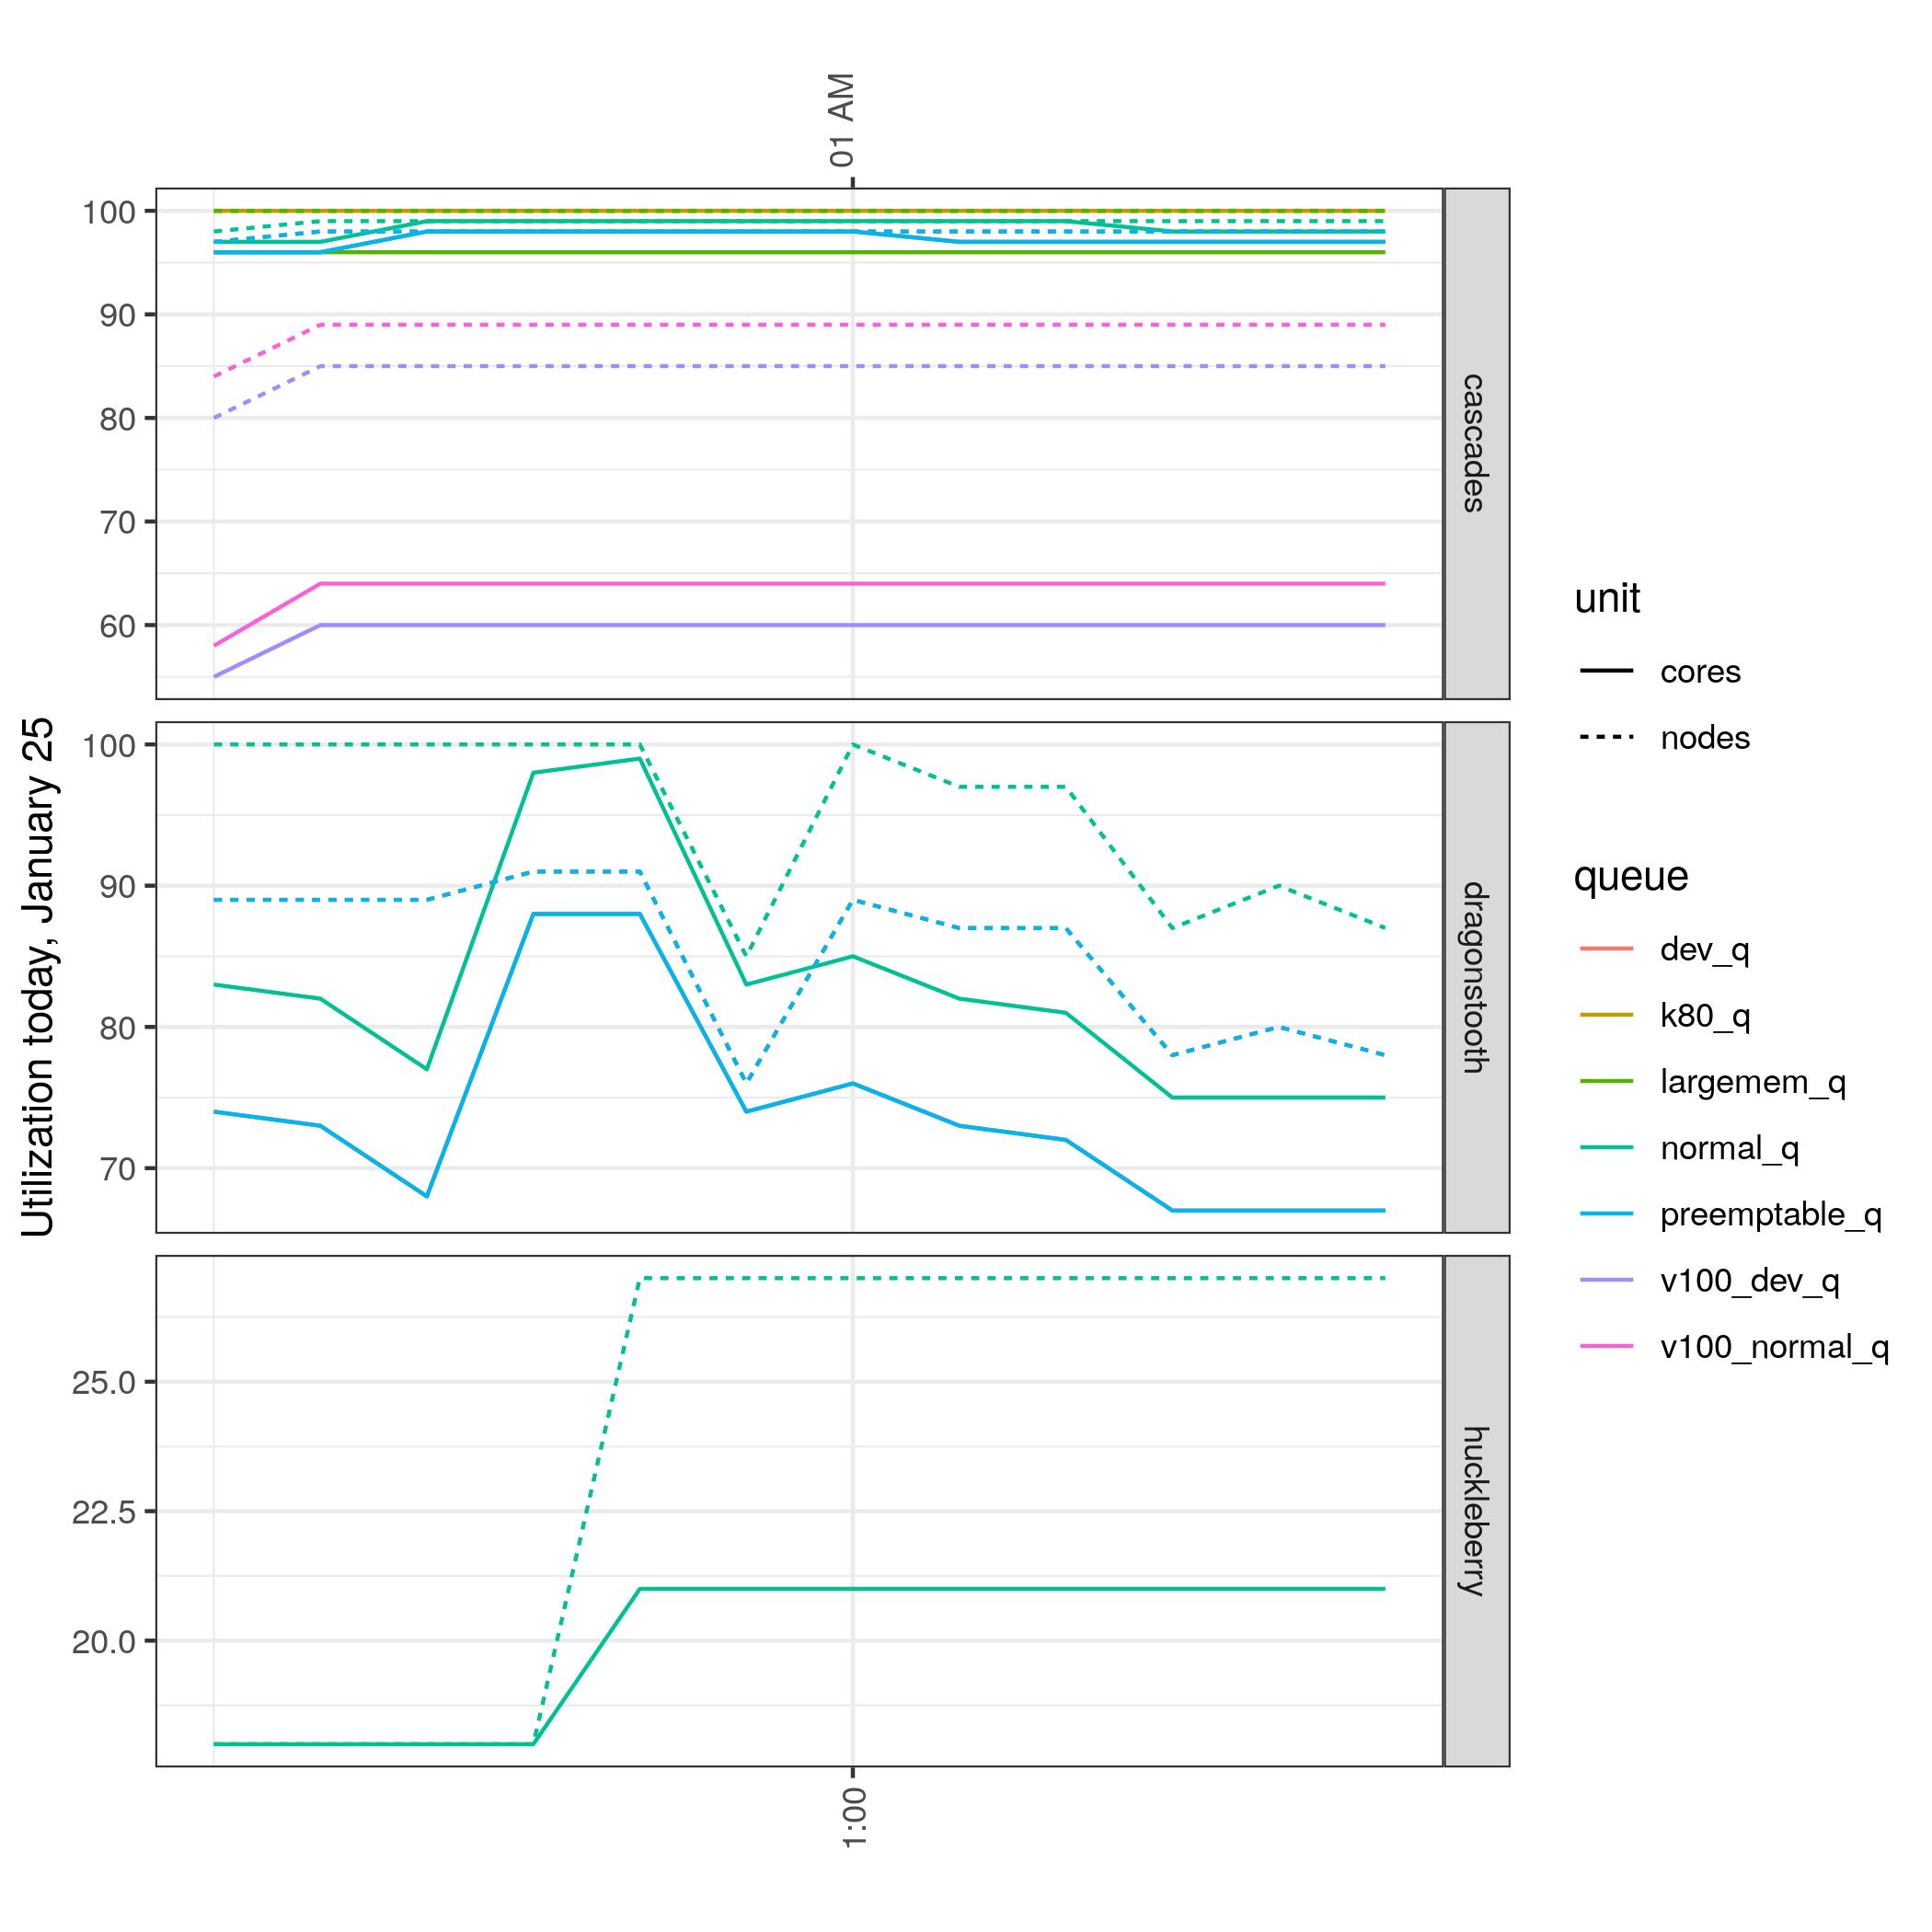 01 AM
100
90
80
70
60
cascades
Utilization today, January 25
100
90
80
70
dragonstooth
25.0
22.5
20.0
huckleberry
1:00
unit
cores
nodes
queue
dev_q
k80_q
largemem_q
normal_q
preemptable_q
v100_dev_q
v100_normal_q